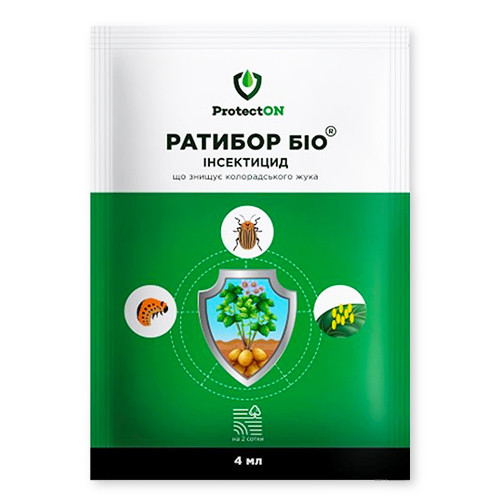 ProtectON
РАТИБОР БІО®
ІНСЕКТИЦИД
що знищує колорадського жука
на 2 сотки
4 мл